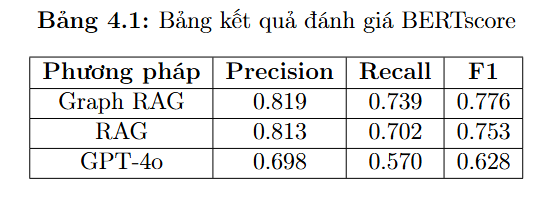 Bảng 4.1: Bảng kết quả đánh giá BERTscore
Phương pháp Precision Recall F1
Graph RAG 0.819 0.739 0.776
RAG 0.813 0.702 0.753
GPT-4o 0.698 0.570 0.628